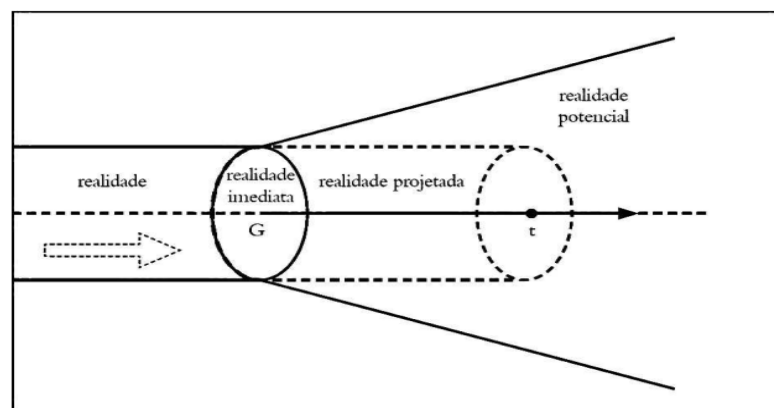 realidade
potencial
realidade
realidade
imediata
realidade projetada
G
t